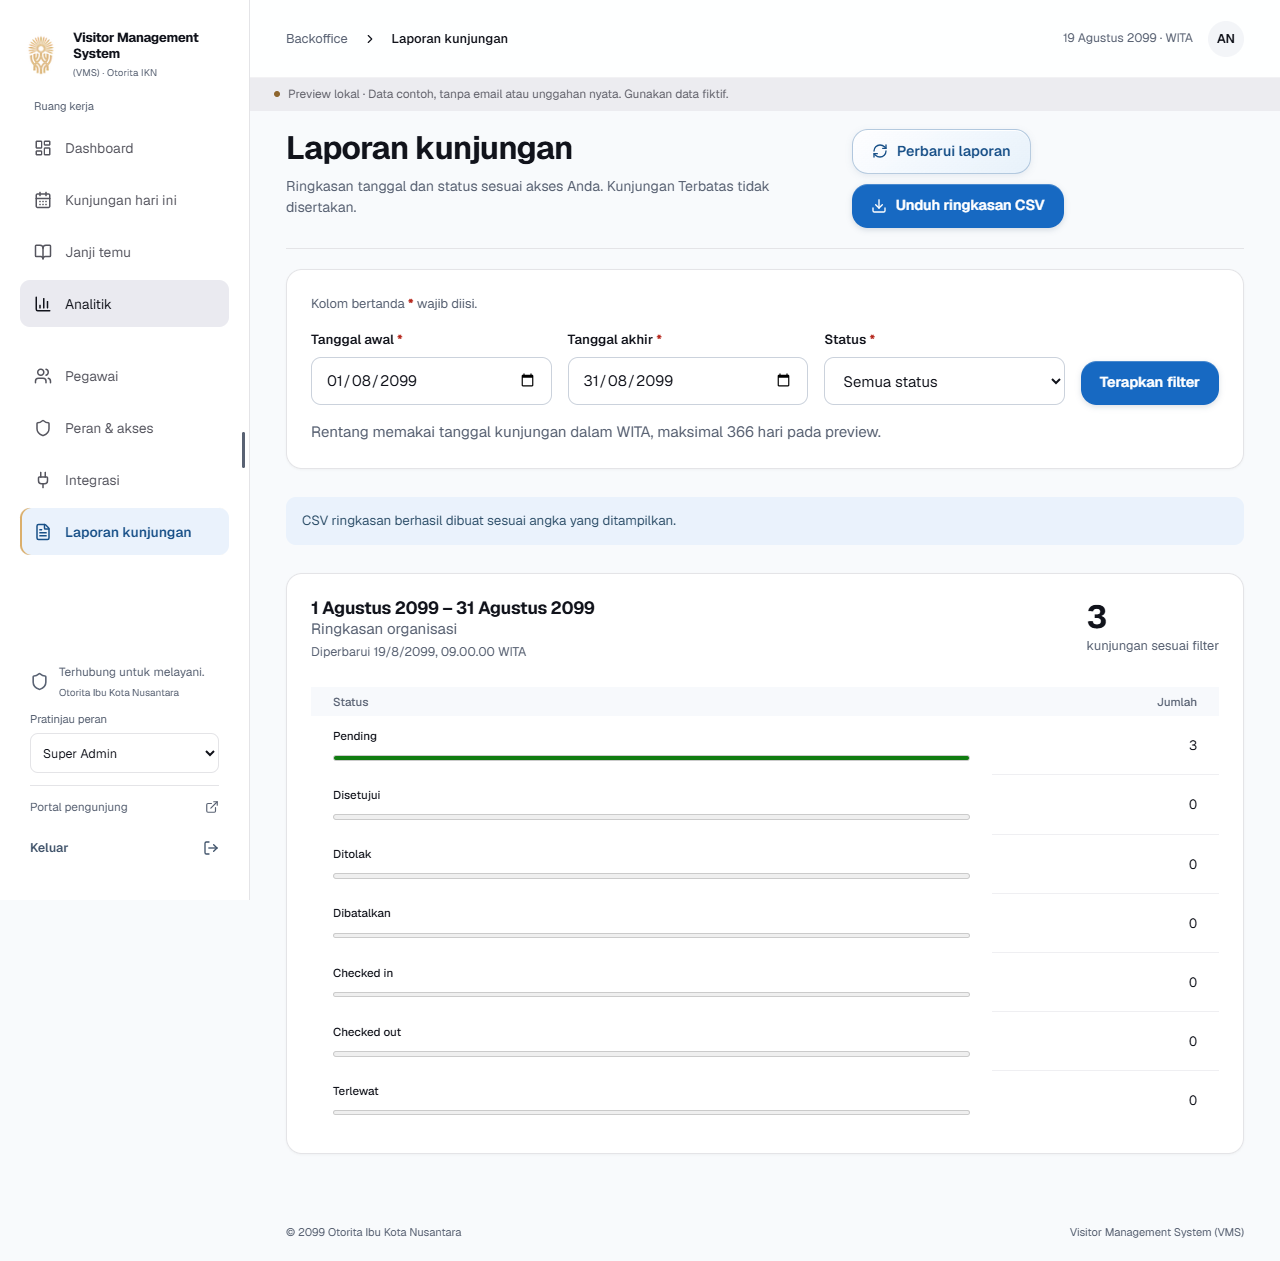 Visitor Management
System
(VMS) · Otorita IKN
Ruang kerja
Dashboard
Kunjungan hari ini
Janji temu
Analitik
Pegawai
Peran & akses
Integrasi
Laporan kunjungan
Terhubung untuk melayani.
Otorita Ibu Kota Nusantara
Pratinjau peran
Super Admin
Portal pengunjung
Keluar
Backoffice
Laporan kunjungan
19 Agustus 2099 · WITA
AN
Preview lokal · Data contoh, tanpa email atau unggahan nyata. Gunakan data fiktif.
Laporan kunjungan
Ringkasan tanggal dan status sesuai akses Anda. Kunjungan Terbatas tidak
disertakan.
Perbarui laporan
Unduh ringkasan CSV
Kolom bertanda * wajib diisi.
Tanggal awal *
Tanggal akhir *
Status *
01/08/2099
31/08/2099
Semua status
Terapkan filter
Rentang memakai tanggal kunjungan dalam WITA, maksimal 366 hari pada preview.
CSV ringkasan berhasil dibuat sesuai angka yang ditampilkan.
1 Agustus 2099 – 31 Agustus 2099
Ringkasan organisasi
Diperbarui 19/8/2099, 09.00.00 WITA
3
kunjungan sesuai filter
Status Jumlah
Pending 3
Disetujui 0
Ditolak 0
Dibatalkan 0
Checked in 0
Checked out 0
Terlewat 0
© 2099 Otorita Ibu Kota Nusantara
Visitor Management System (VMS)